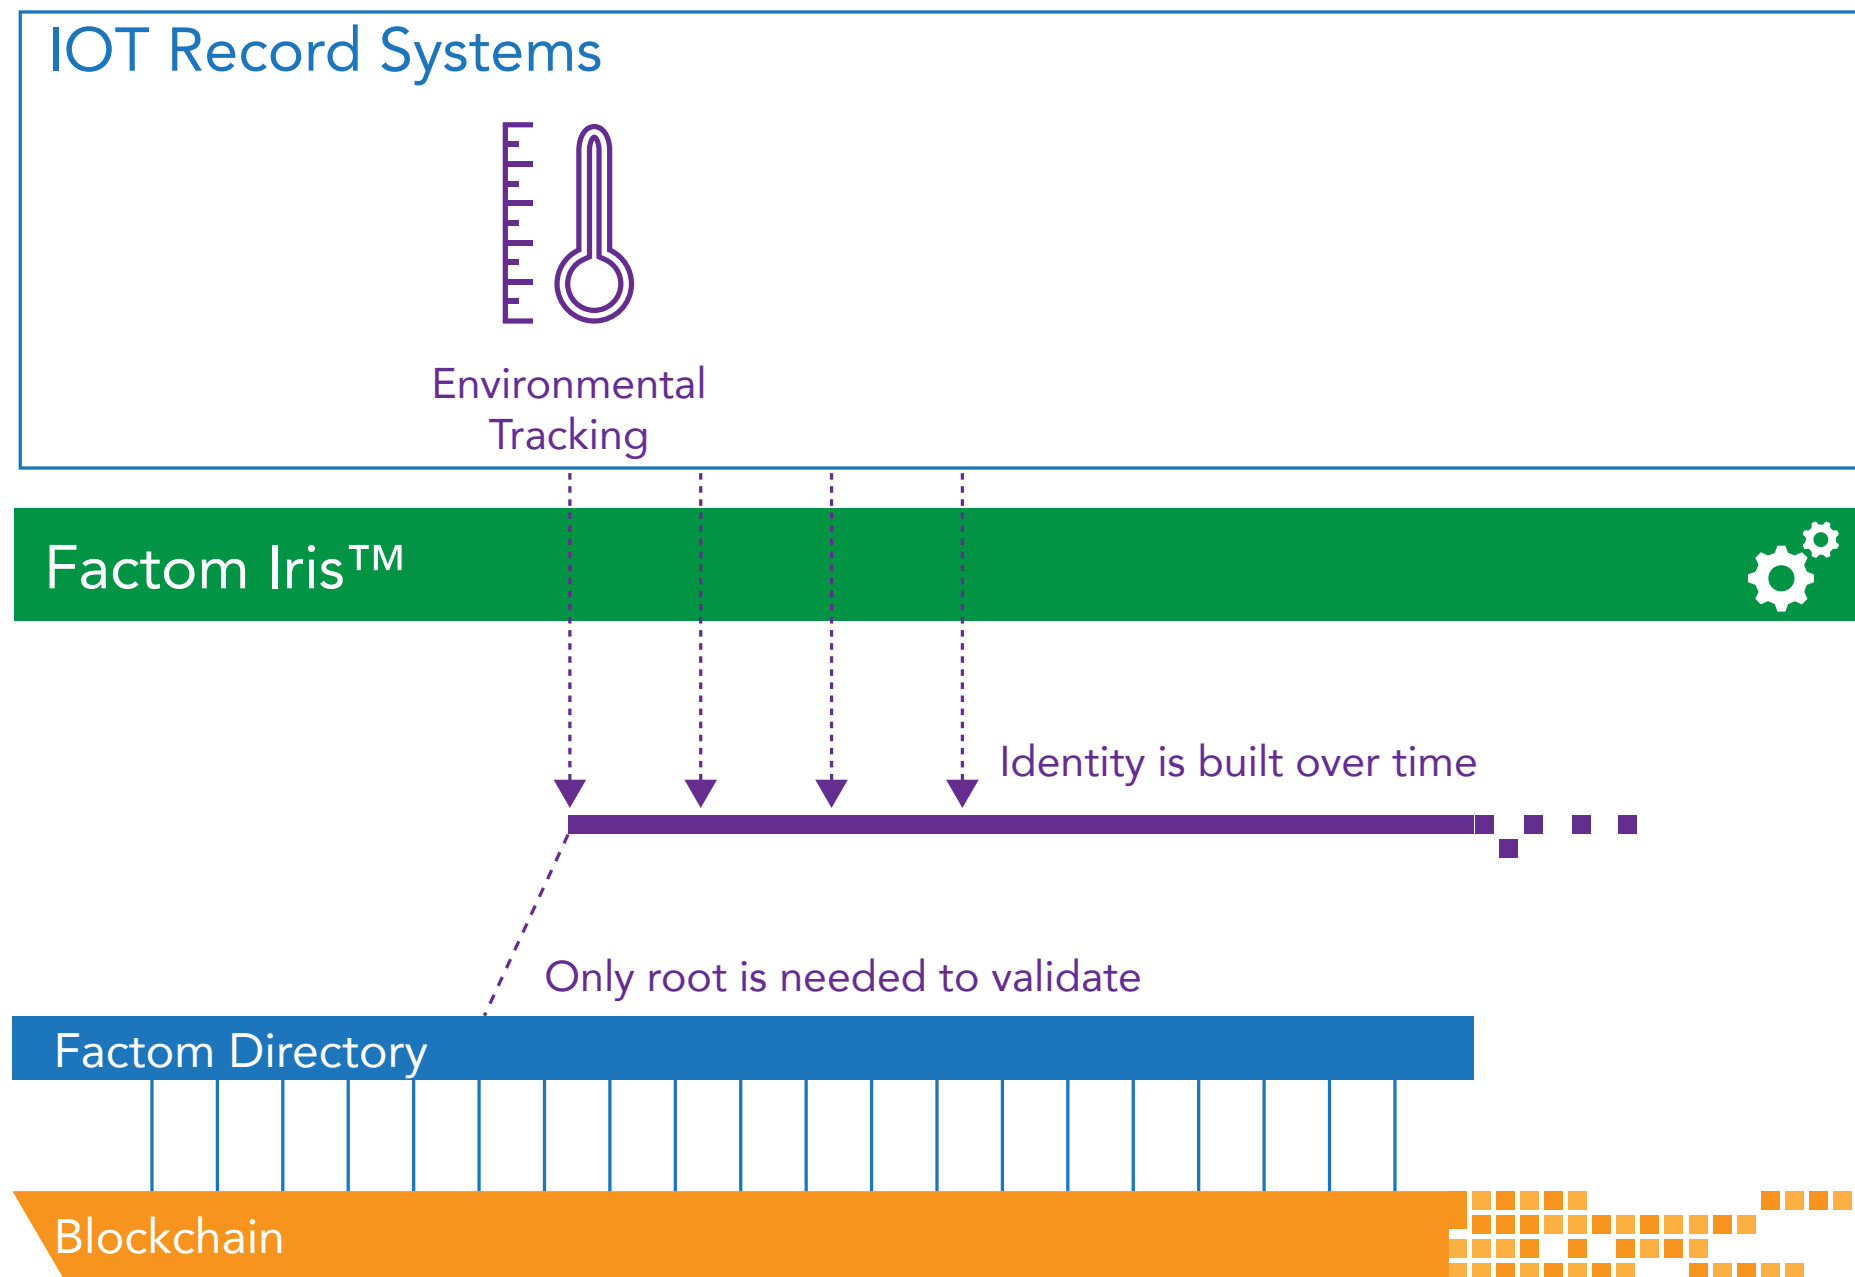 IOT Record Systems
Environmental
Tracking
Factom Iris™
Identity is built over time
Only root is needed to validate
Factom Directory
Blockchain